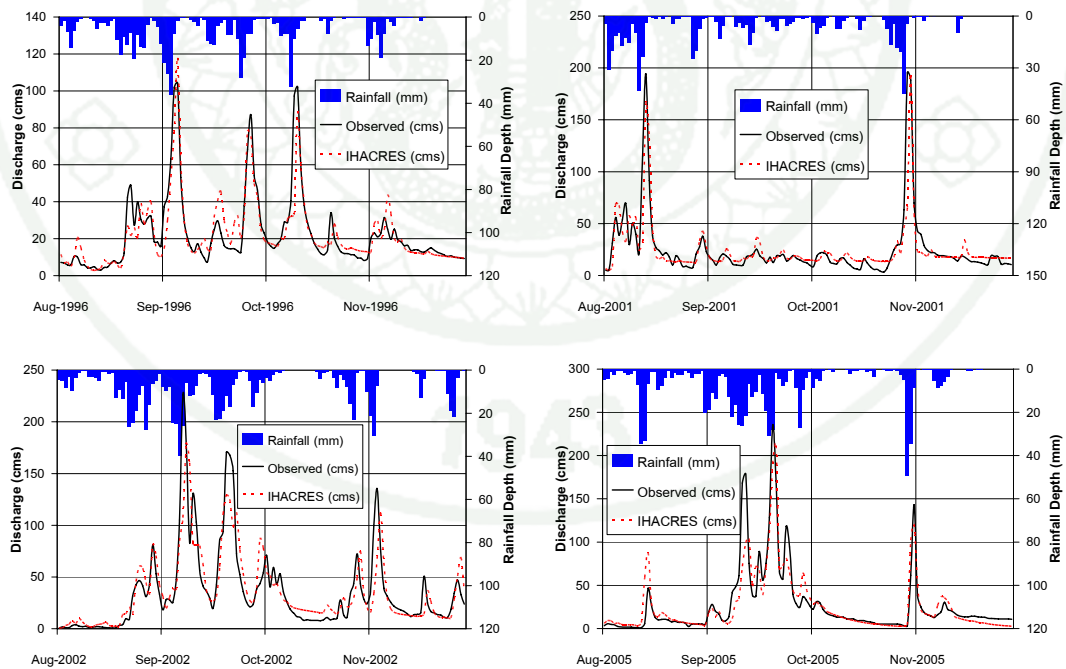 140
120
100
80
60
40
20
0
Discharge (cms)
0
20
40
60
80
100
120
Rainfall Depth (mm)
Rainfall (mm)
Observed (cms)
IHACRES (cms)
Aug-1996
Sep-1996
Oct-1996
Nov-1996
250
200
150
100
50
0
Discharge (cms)
0
30
60
90
120
150
Rainfall Depth (mm)
Rainfall (mm)
Observed (cms)
IHACRES (cms)
Aug-2001
Sep-2001
Oct-2001
Nov-2001
250
200
150
100
50
0
Discharge (cms)
0
20
40
60
80
100
120
Rainfall Depth (mm)
Rainfall (mm)
Observed (cms)
IHACRES (cms)
Aug-2002
Sep-2002
Oct-2002
Nov-2002
300
250
200
150
100
50
0
Discharge (cms)
0
20
40
60
80
100
120
Rainfall Depth (mm)
Rainfall (mm)
Observed (cms)
IHACRES (cms)
Aug-2005
Sep-2005
Oct-2005
Nov-2005
1943